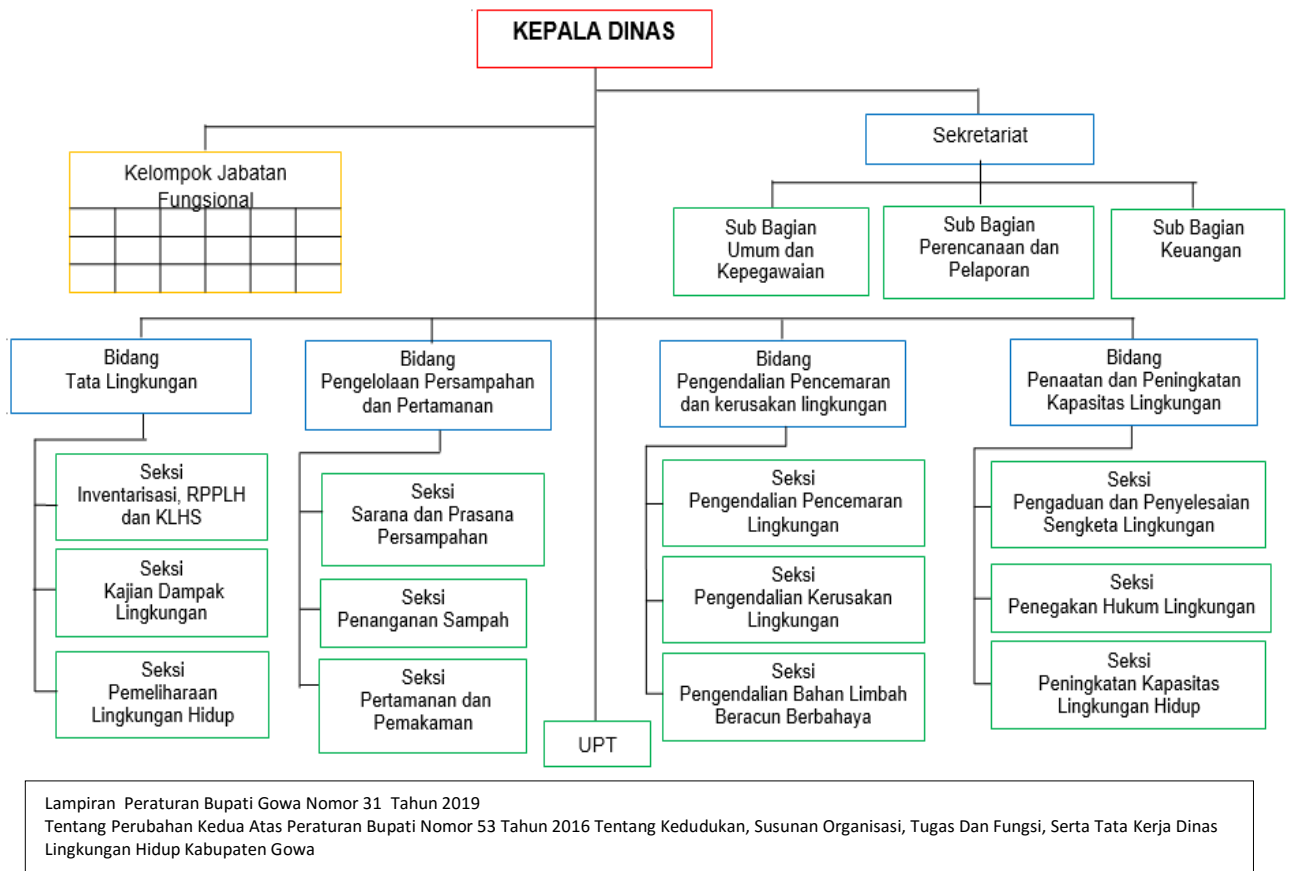 KEPALA DINAS
Sekretariat
Kelompok Jabatan
Fungsional
Sub Bagian
Umum dan
Kepegawaian
Sub Bagian
Perencanaan dan
Pelaporan
Sub Bagian
Keuangan
Bidang
Tata Lingkungan
Bidang
Pengelolaan Persampahan
dan Pertamanan
Bidang
Pengendalian Pencemaran
dan kerusakan lingkungan
Bidang
Penaatan dan Peningkatan
Kapasitas Lingkungan
Seksi
Inventarisasi, RPPLH
dan KLHS
Seksi
Kajian Dampak
Lingkungan
Seksi
Pemeliharaan
Lingkungan Hidup
Seksi
Sarana dan Prasana
Persampahan
Seksi
Penanganan Sampah
Seksi
Pertamanan dan
Pemakaman
Seksi
Pengendalian Pencemaran
Lingkungan
Seksi
Pengendalian Kerusakan
Lingkungan
Seksi
Pengendalian Bahan Limbah
Beracun Berbahaya
Seksi
Pengaduan dan Penyelesaian
Sengketa Lingkungan
Seksi
Penegakan Hukum Lingkungan
Seksi
Peningkatan Kapasitas
Lingkungan Hidup
UPT
Lampiran Peraturan Bupati Gowa Nomor 31 Tahun 2019
Tentang Perubahan Kedua Atas Peraturan Bupati Nomor 53 Tahun 2016 Tentang Kedudukan, Susunan Organisasi, Tugas Dan Fungsi, Serta Tata Kerja Dinas
Lingkungan Hidup Kabupaten Gowa